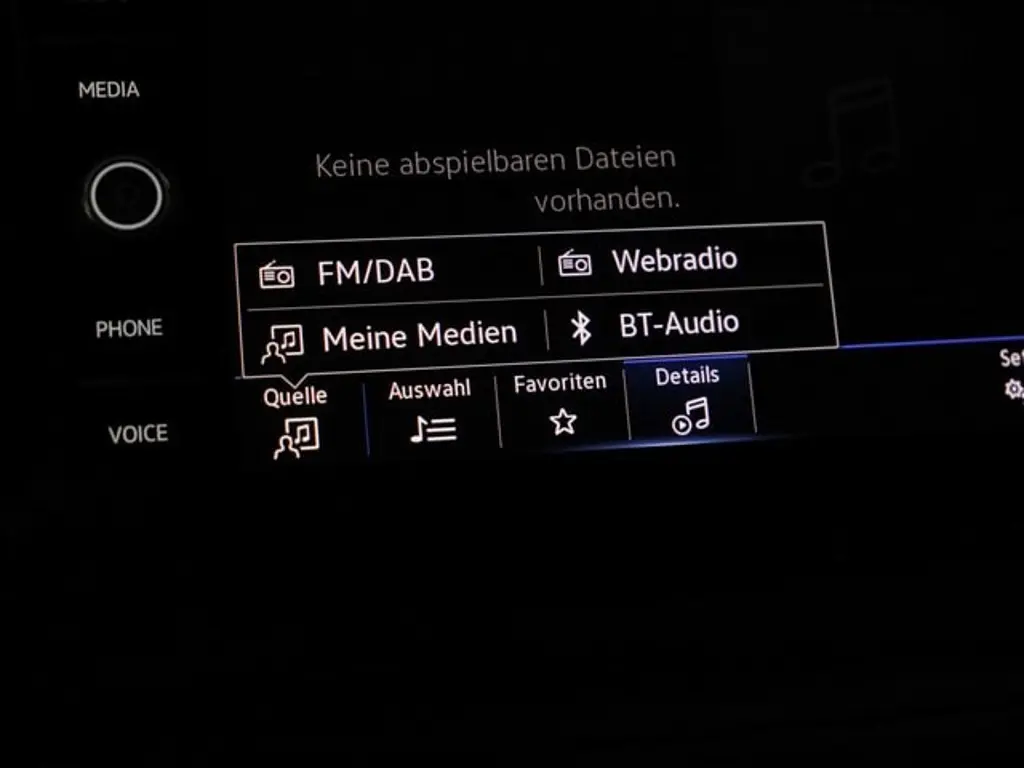 MEDIA
Keine abspielbaren Dateien
vorhanden.
FM/DAB
Webradio
PHONE
Meine Medien
BT-Audio
Quelle
Auswahl
Favoriten
Details
VOICE